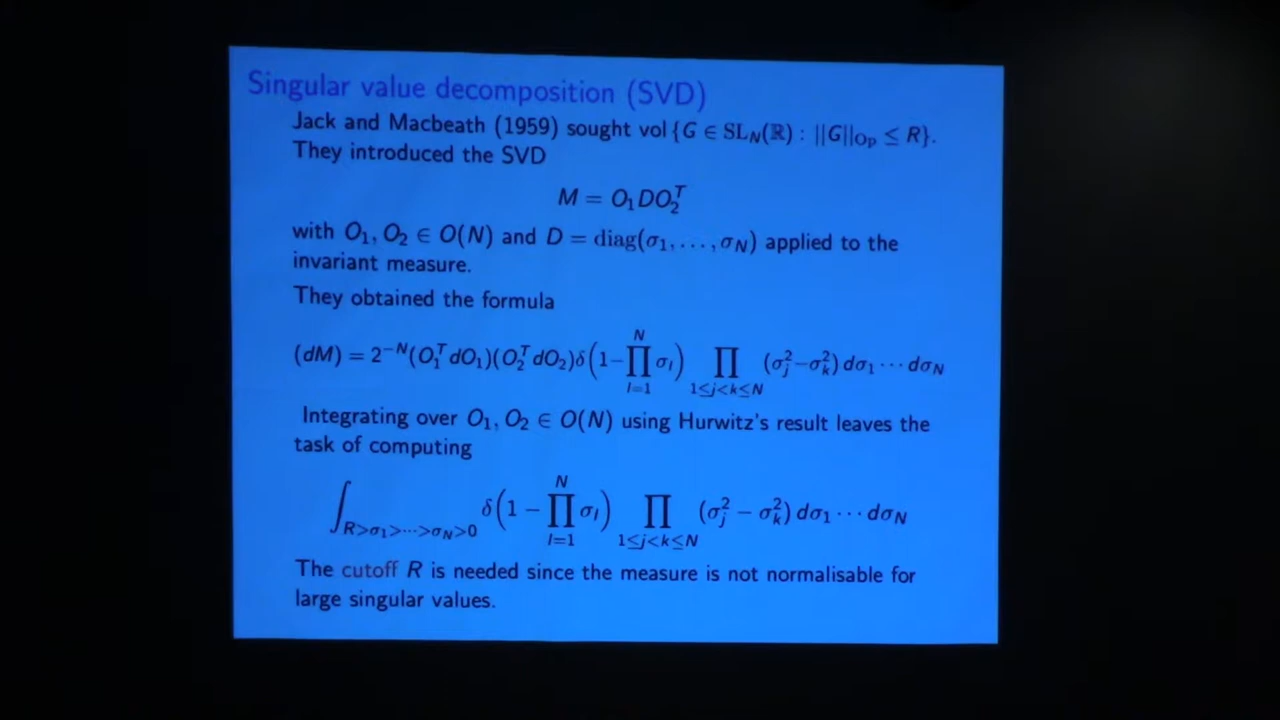 Singular value decomposition (SVD)
Jack and Macbeath (1959) sought vol {G ∈ SL_N(ℝ) : ||G||_Op ≤ R}.
They introduced the SVD
M = O_1 D O_2^T
with O_1, O_2 ∈ O(N) and D = diag(σ_1, . . . , σ_N) applied to the
invariant measure.
They obtained the formula
(dM) = 2^{-N}(O_1^T dO_1)(O_2^T dO_2)δ(1−∏_{l=1}^{N} σ_l) ∏_{1≤j<k≤N} (σ_j^2−σ_k^2) dσ_1 ⋯ dσ_N
Integrating over O_1, O_2 ∈ O(N) using Hurwitz's result leaves the
task of computing
∫_{R>σ_1>⋯>σ_N>0} δ(1 − ∏_{l=1}^{N} σ_l) ∏_{1≤j<k≤N} (σ_j^2 − σ_k^2) dσ_1 ⋯ dσ_N
The cutoff R is needed since the measure is not normalisable for
large singular values.